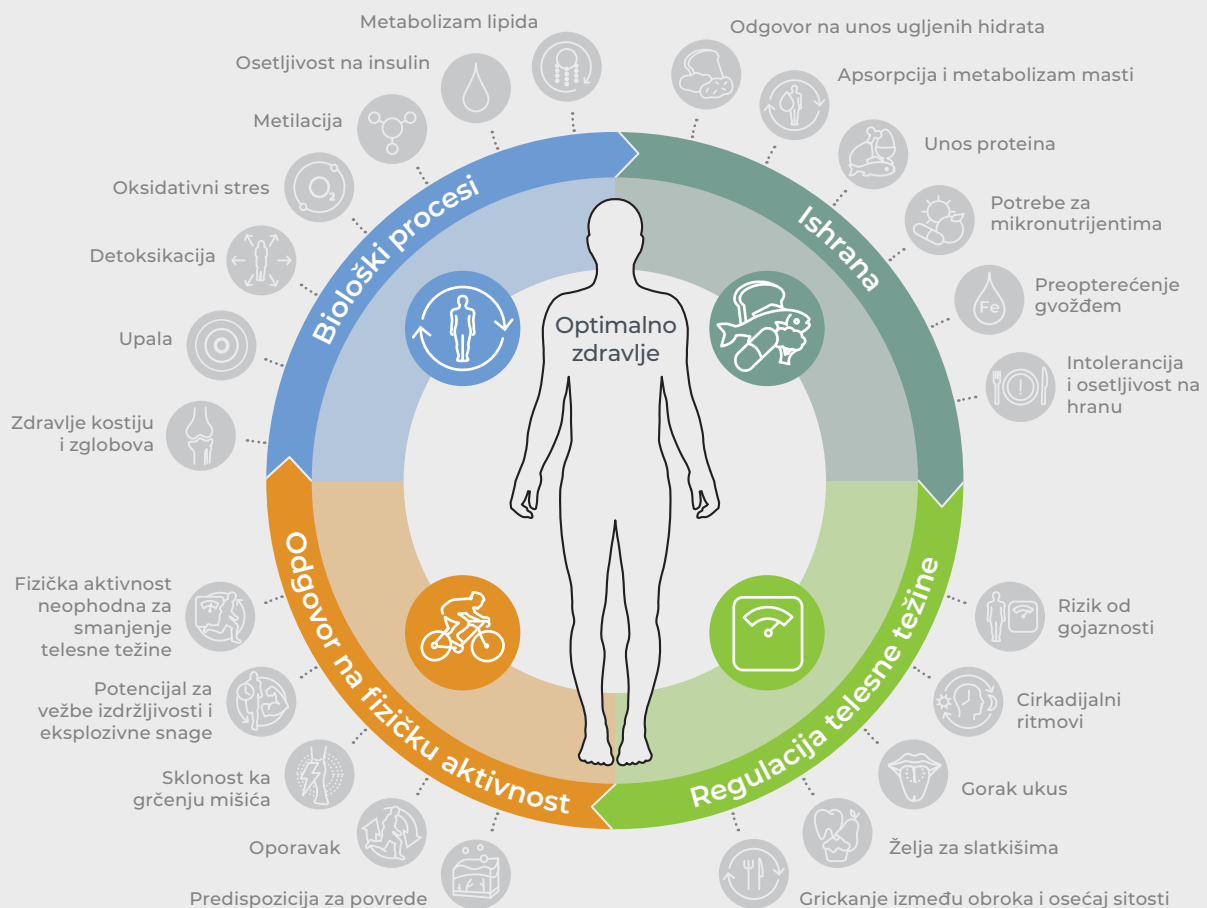 Metabolizam lipida
Osetljivost na insulin
Metilacija
Oksidativni stres
O₂
Detoksikacija
Upala
Zdravlje kostiju
i zglobova
Biološki procesi
Odgovor na unos ugljenih hidrata
Apsorpcija i metabolizam masti
Unos proteina
Potrebe za
mikronutrijentima
Preopterećenje
gvožđem
Fe
Intolerancija
i osetljivost na
hranu
Ishrana
Optimalno
zdravlje
Fizička aktivnost
neophodna za
smanjenje
telesne težine
Potencijal za
vežbe izdržljivosti i
eksplozivne snage
Sklonost ka
grčenju mišića
Oporavak
Predispozicija za povrede
Odgovor na fizičku aktivnost
Rizik od
gojaznosti
Cirkadijalni
ritmovi
Gorak ukus
Želja za slatkišima
Grickanje između obroka i osećaj sitosti
Regulacija telesne težine